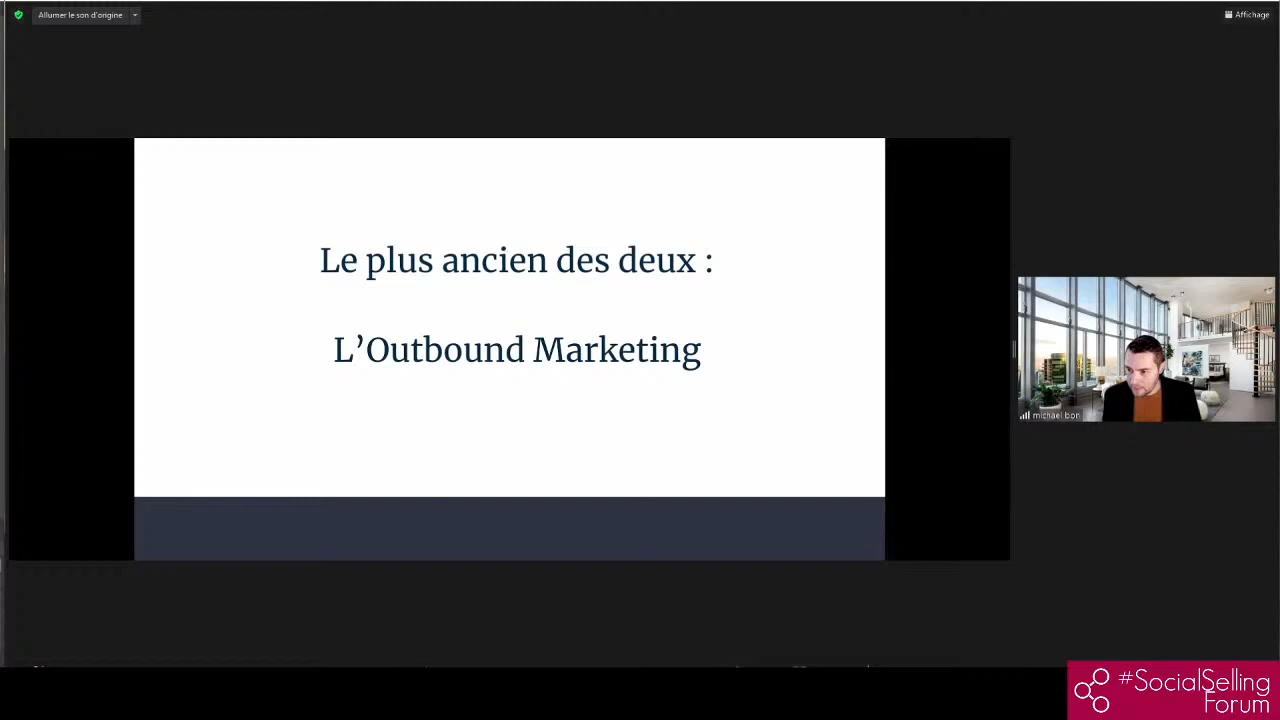 Allumer le son d'origine
Affichage
Le plus ancien des deux :
L’Outbound Marketing
michael bon
#SocialSelling
Forum